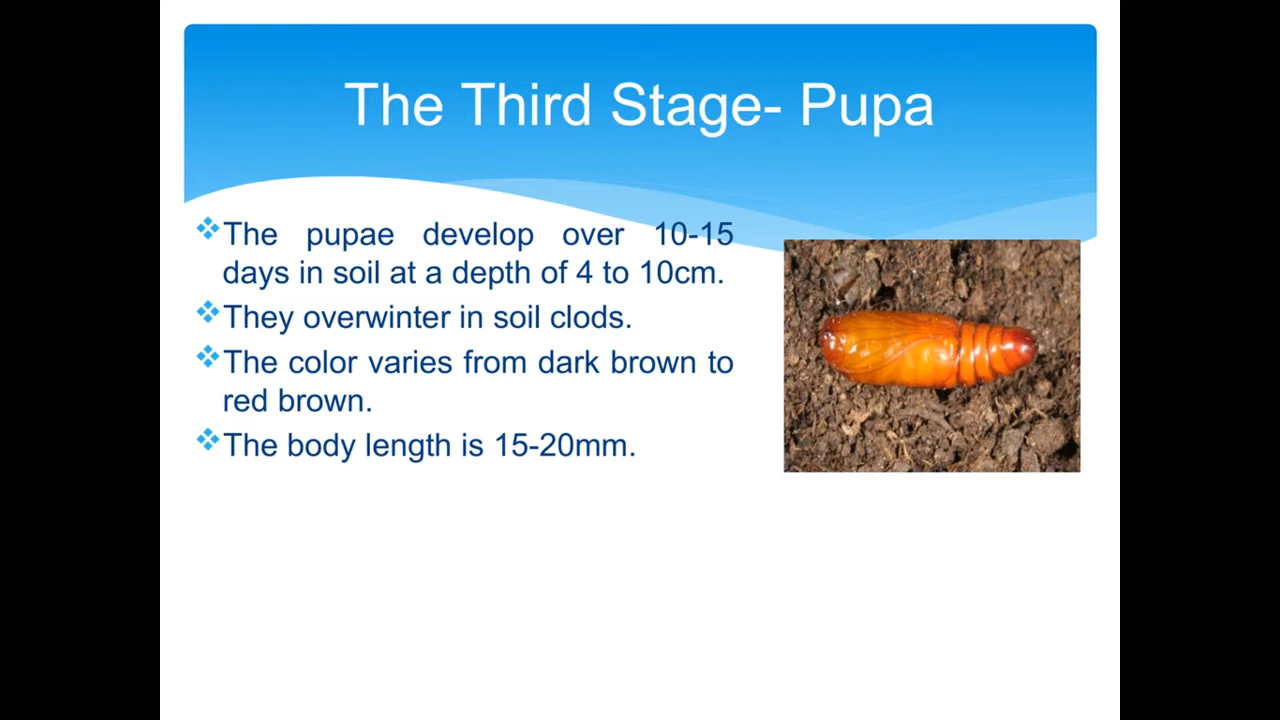 The Third Stage- Pupa
The pupae develop over 10-15
days in soil at a depth of 4 to 10cm.
They overwinter in soil clods.
The color varies from dark brown to
red brown.
The body length is 15-20mm.